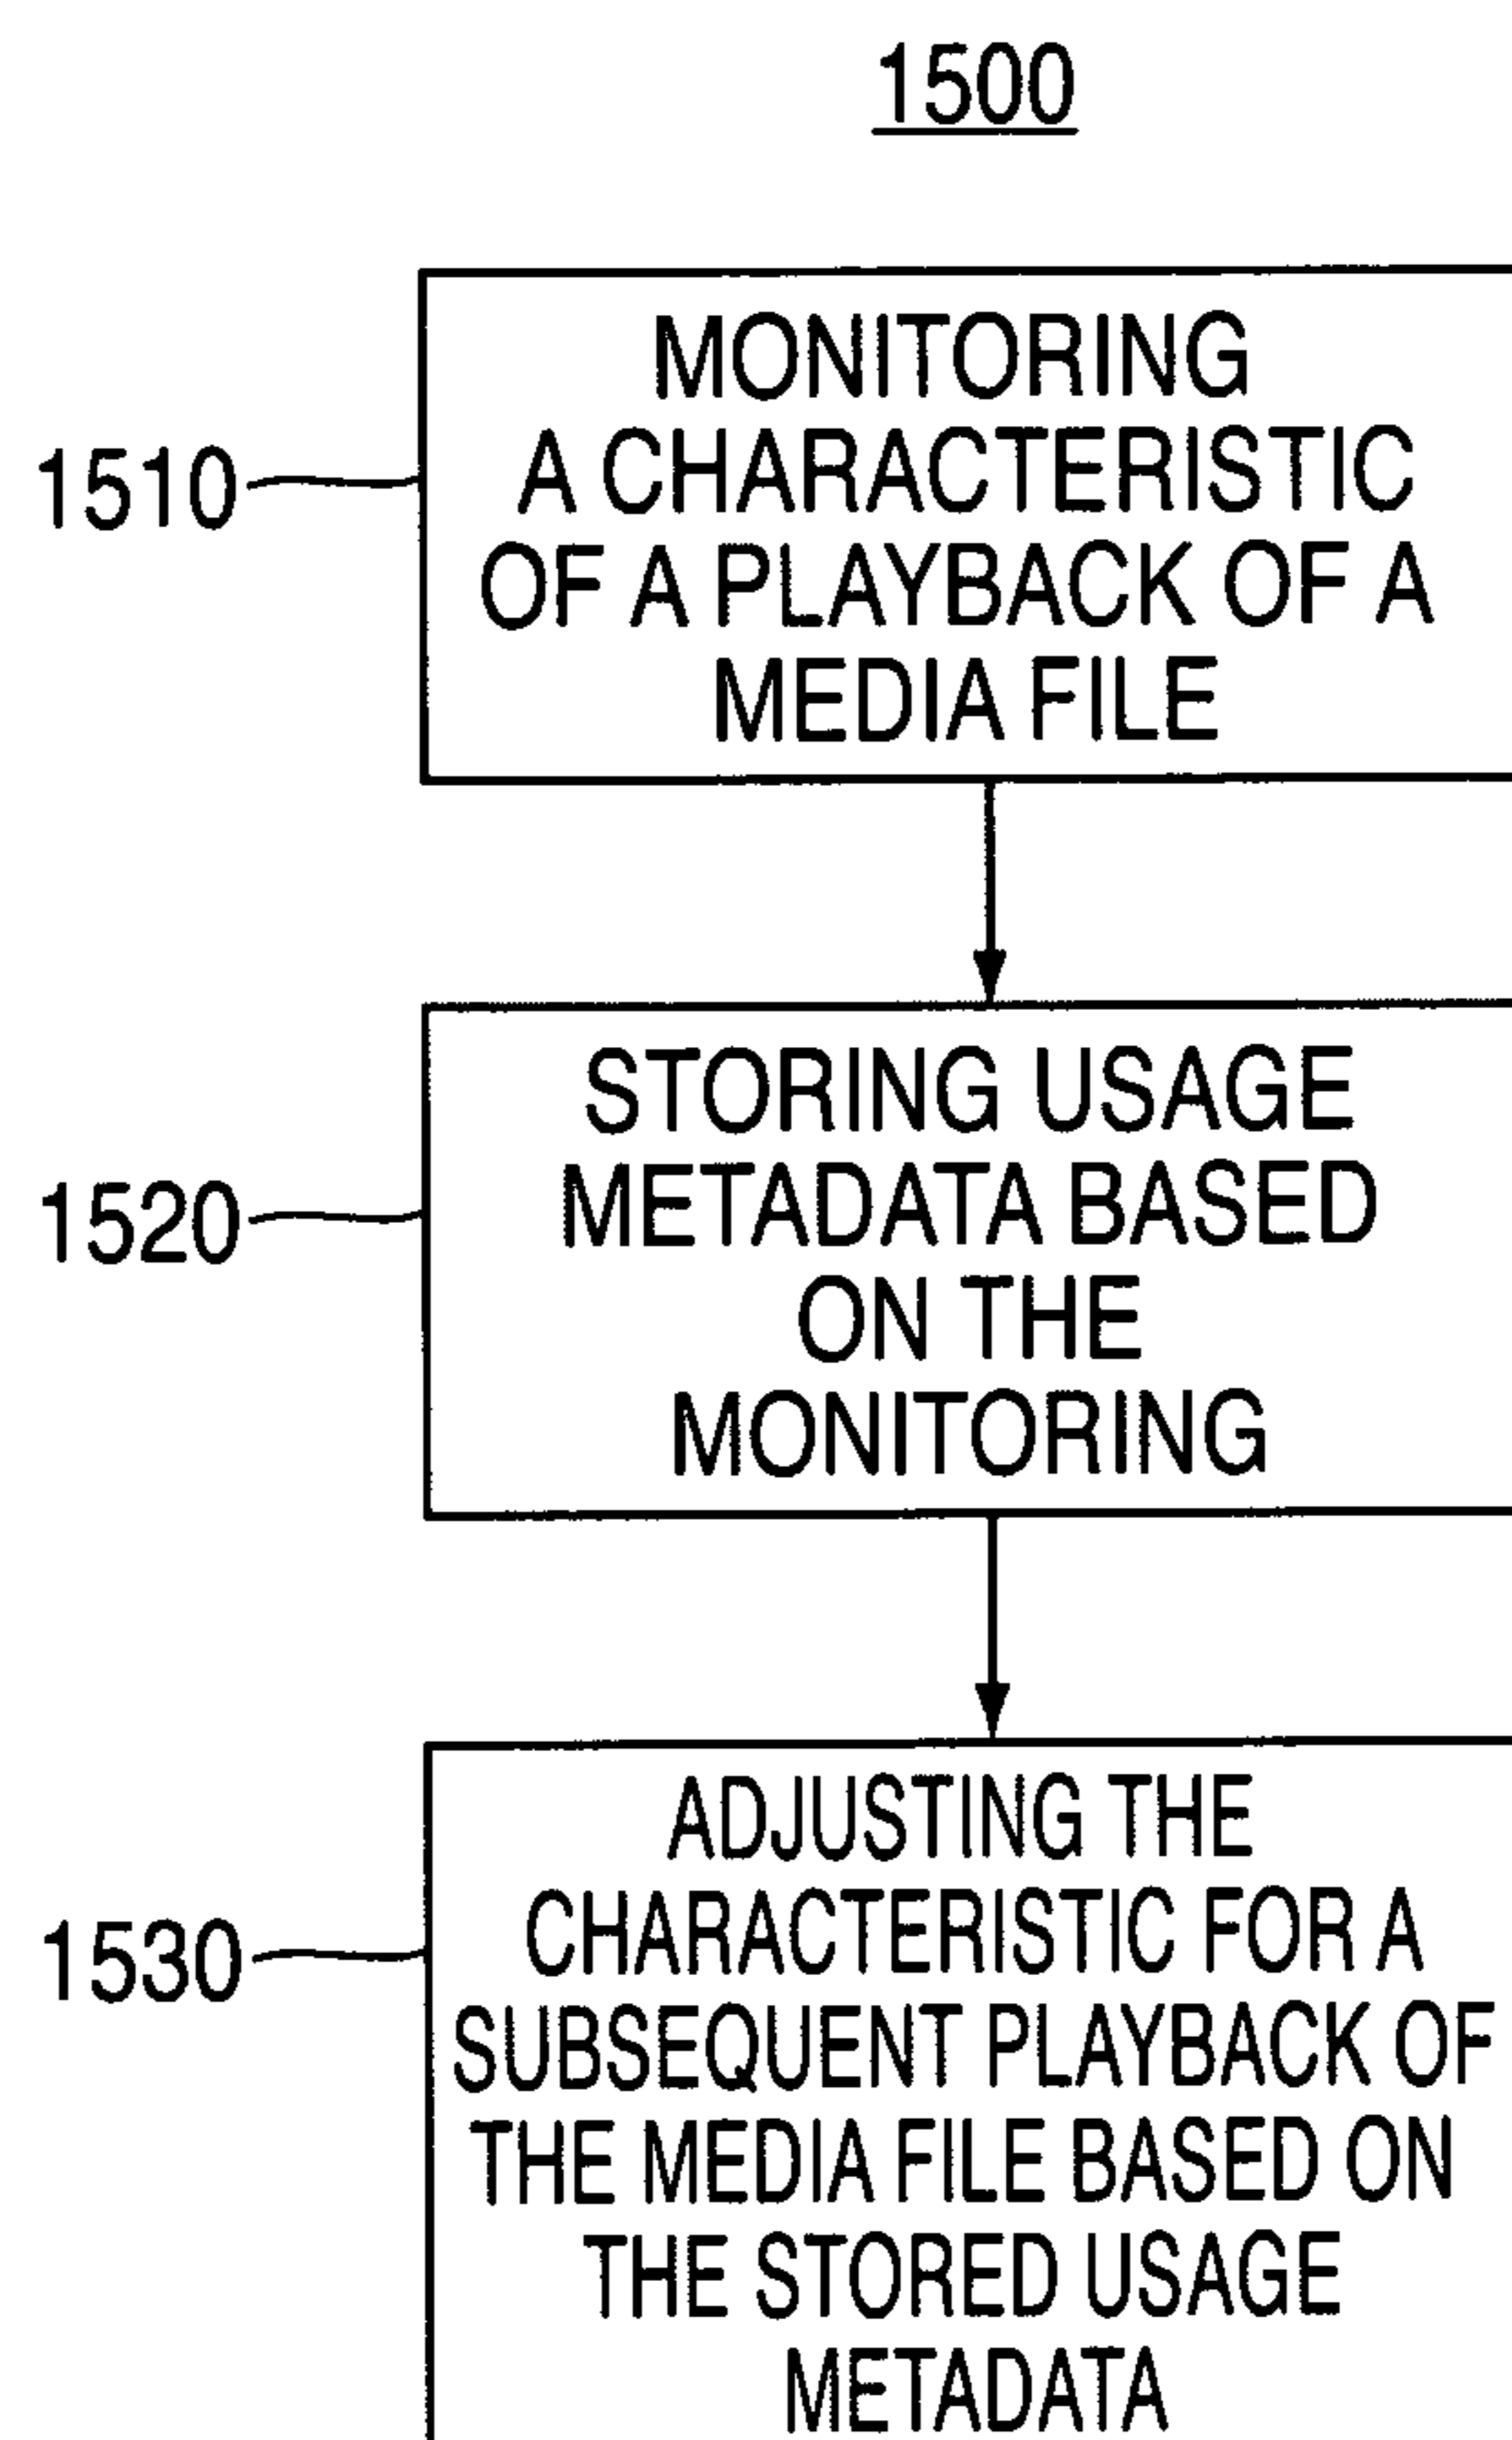 1500
1510
MONITORING
A CHARACTERISTIC
OF A PLAYBACK OF A
MEDIA FILE
1520
STORING USAGE
METADATA BASED
ON THE
MONITORING
1530
ADJUSTING THE
CHARACTERISTIC FOR A
SUBSEQUENT PLAYBACK OF
THE MEDIA FILE BASED ON
THE STORED USAGE
METADATA